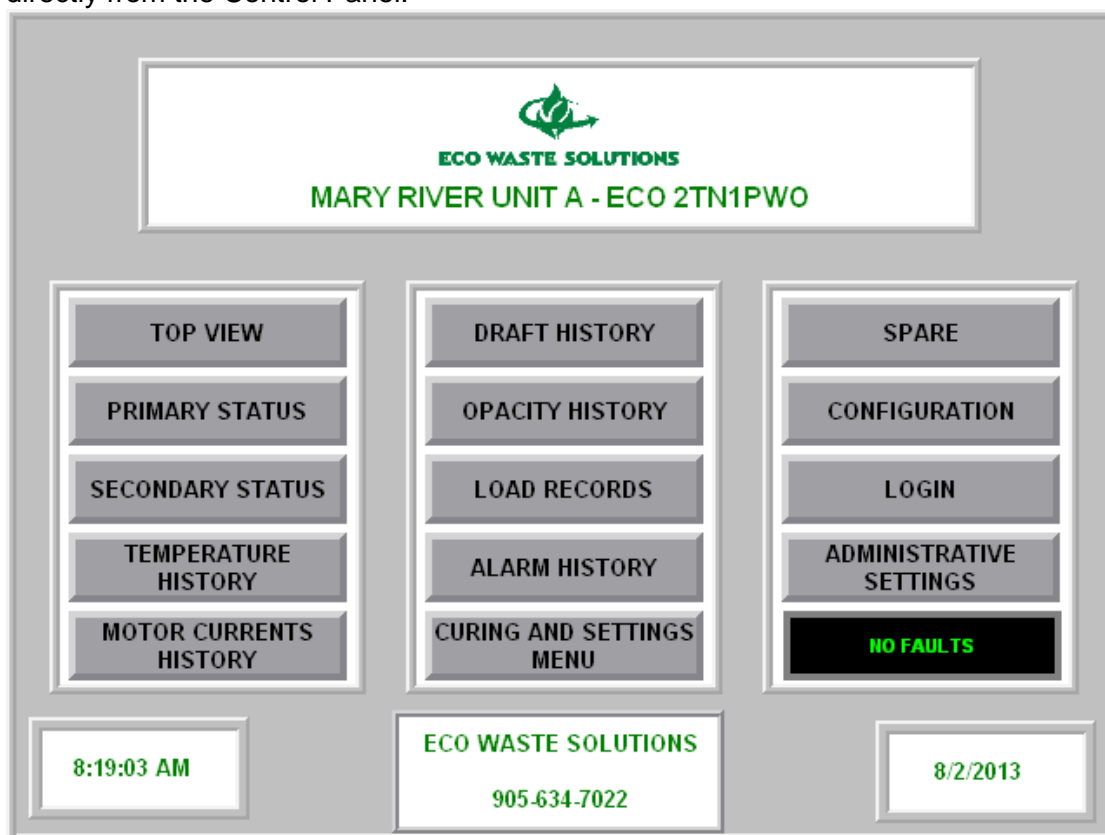 directly from the Control Panel.
ECO WASTE SOLUTIONS
MARY RIVER UNIT A - ECO 2TN1PWO
TOP VIEW
PRIMARY STATUS
SECONDARY STATUS
TEMPERATURE
HISTORY
MOTOR CURRENTS
HISTORY
DRAFT HISTORY
OPACITY HISTORY
LOAD RECORDS
ALARM HISTORY
CURING AND SETTINGS
MENU
SPARE
CONFIGURATION
LOGIN
ADMINISTRATIVE
SETTINGS
NO FAULTS
8:19:03 AM
ECO WASTE SOLUTIONS
905-634-7022
8/2/2013